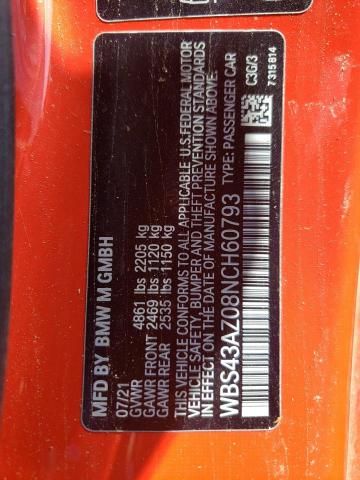 MFD BY BMW M GMBH
07/21
GVWR 4861 lbs 2205 kg
GAWR FRONT 2469 lbs 1120 kg
GAWR REAR 2535 lbs 1150 kg
THIS VEHICLE CONFORMS TO ALL APPLICABLE U.S.FEDERAL MOTOR
VEHICLE SAFETY, BUMPER,AND THEFT PREVENTION STANDARDS
IN EFFECT ON THE DATE OF MANUFACTURE SHOWN ABOVE.
WBS43AZ08NCH60793 TYPE: PASSENGER CAR
C3G/3
7315814